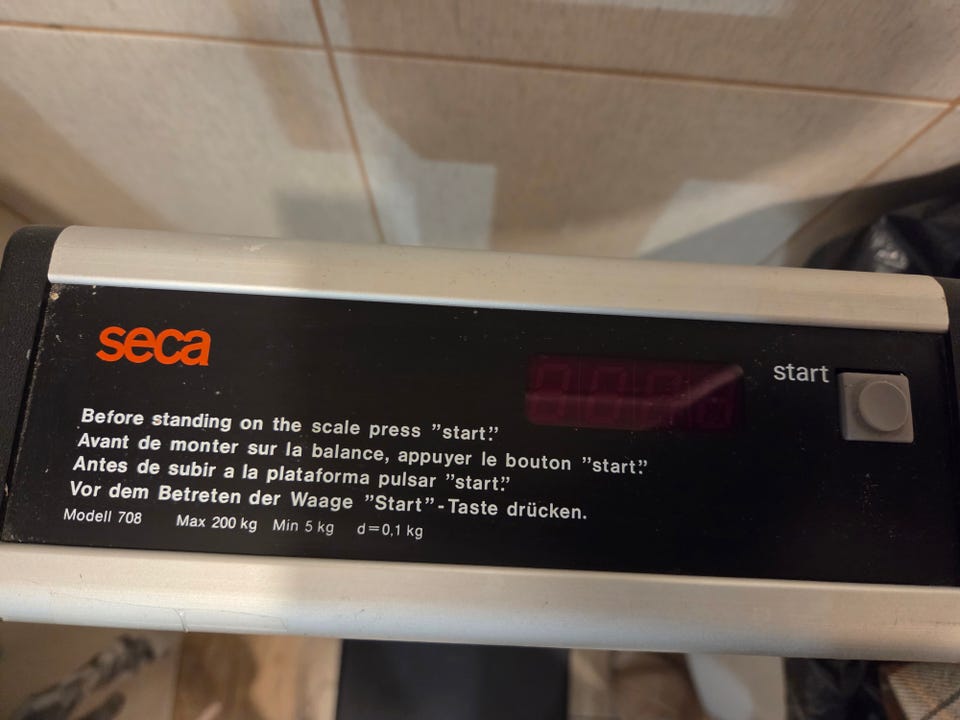 seca
start
Before standing on the scale press "start."
Avant de monter sur la balance, appuyer le bouton "start."
Antes de subir a la plataforma pulsar "start."
Vor dem Betreten der Waage "Start"-Taste drücken.
Modell 708 Max 200 kg Min 5 kg d=0,1 kg